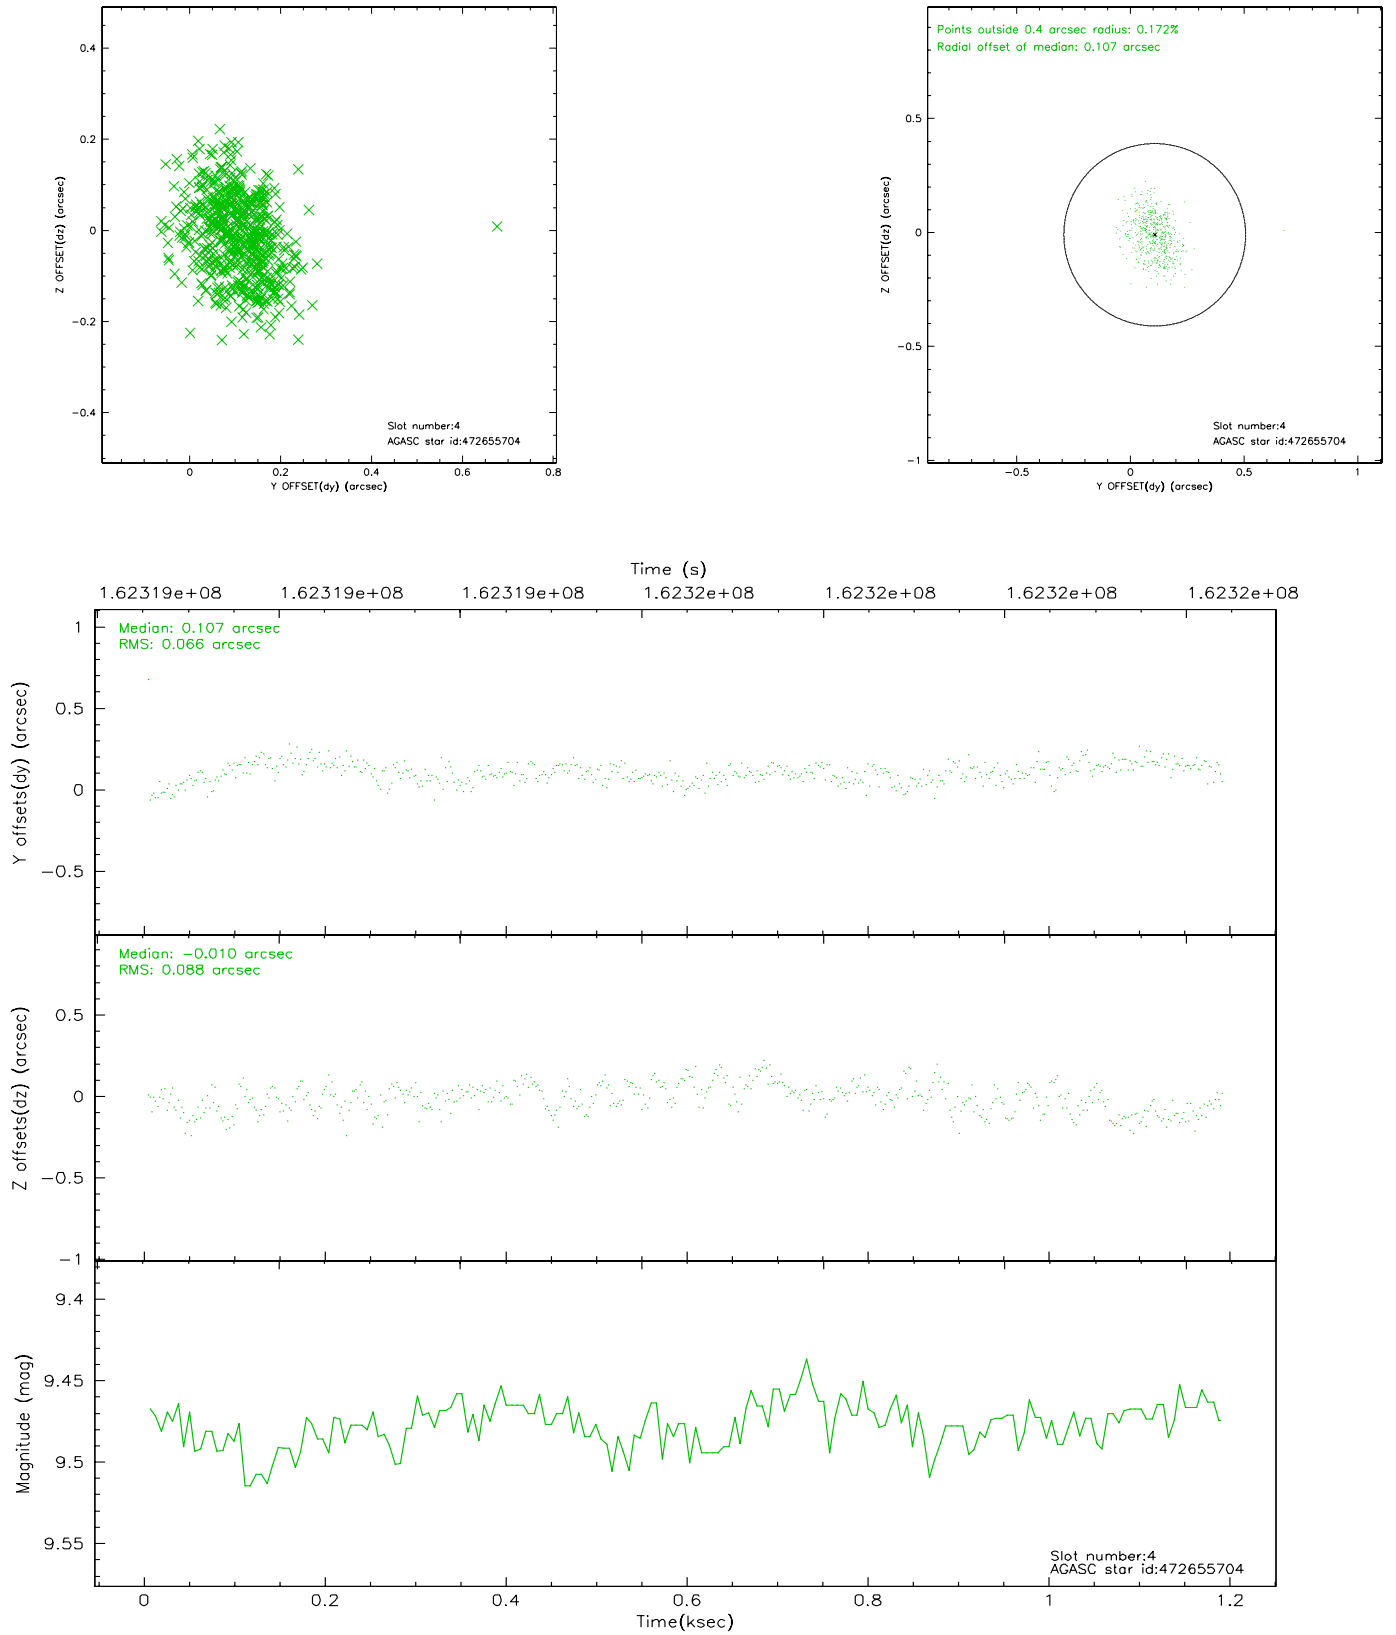 0.4
0.2
0
−0.2
−0.4
Z OFFSET(dz) (arcsec)
0
0.2
0.4
0.6
0.8
Y OFFSET(dy) (arcsec)
Slot number:4
AGASC star id:472655704
Points outside 0.4 arcsec radius: 0.172%
Radial offset of median: 0.107 arcsec
0.5
0
−0.5
−1
Z OFFSET(dz) (arcsec)
−0.5
0
0.5
1
Y OFFSET(dy) (arcsec)
Slot number:4
AGASC star id:472655704
Time (s)
1.62319e+08 1.62319e+08 1.62319e+08 1.6232e+08 1.6232e+08 1.6232e+08 1.6232e+08
Median: 0.107 arcsec
RMS: 0.066 arcsec
1
0.5
0
−0.5
Y offsets(dy) (arcsec)
Median: −0.010 arcsec
RMS: 0.088 arcsec
0.5
0
−0.5
−1
Z offsets(dz) (arcsec)
9.4
9.45
9.5
9.55
Magnitude (mag)
Slot number:4
AGASC star id:472655704
0 0.2 0.4 0.6 0.8 1 1.2
Time(ksec)